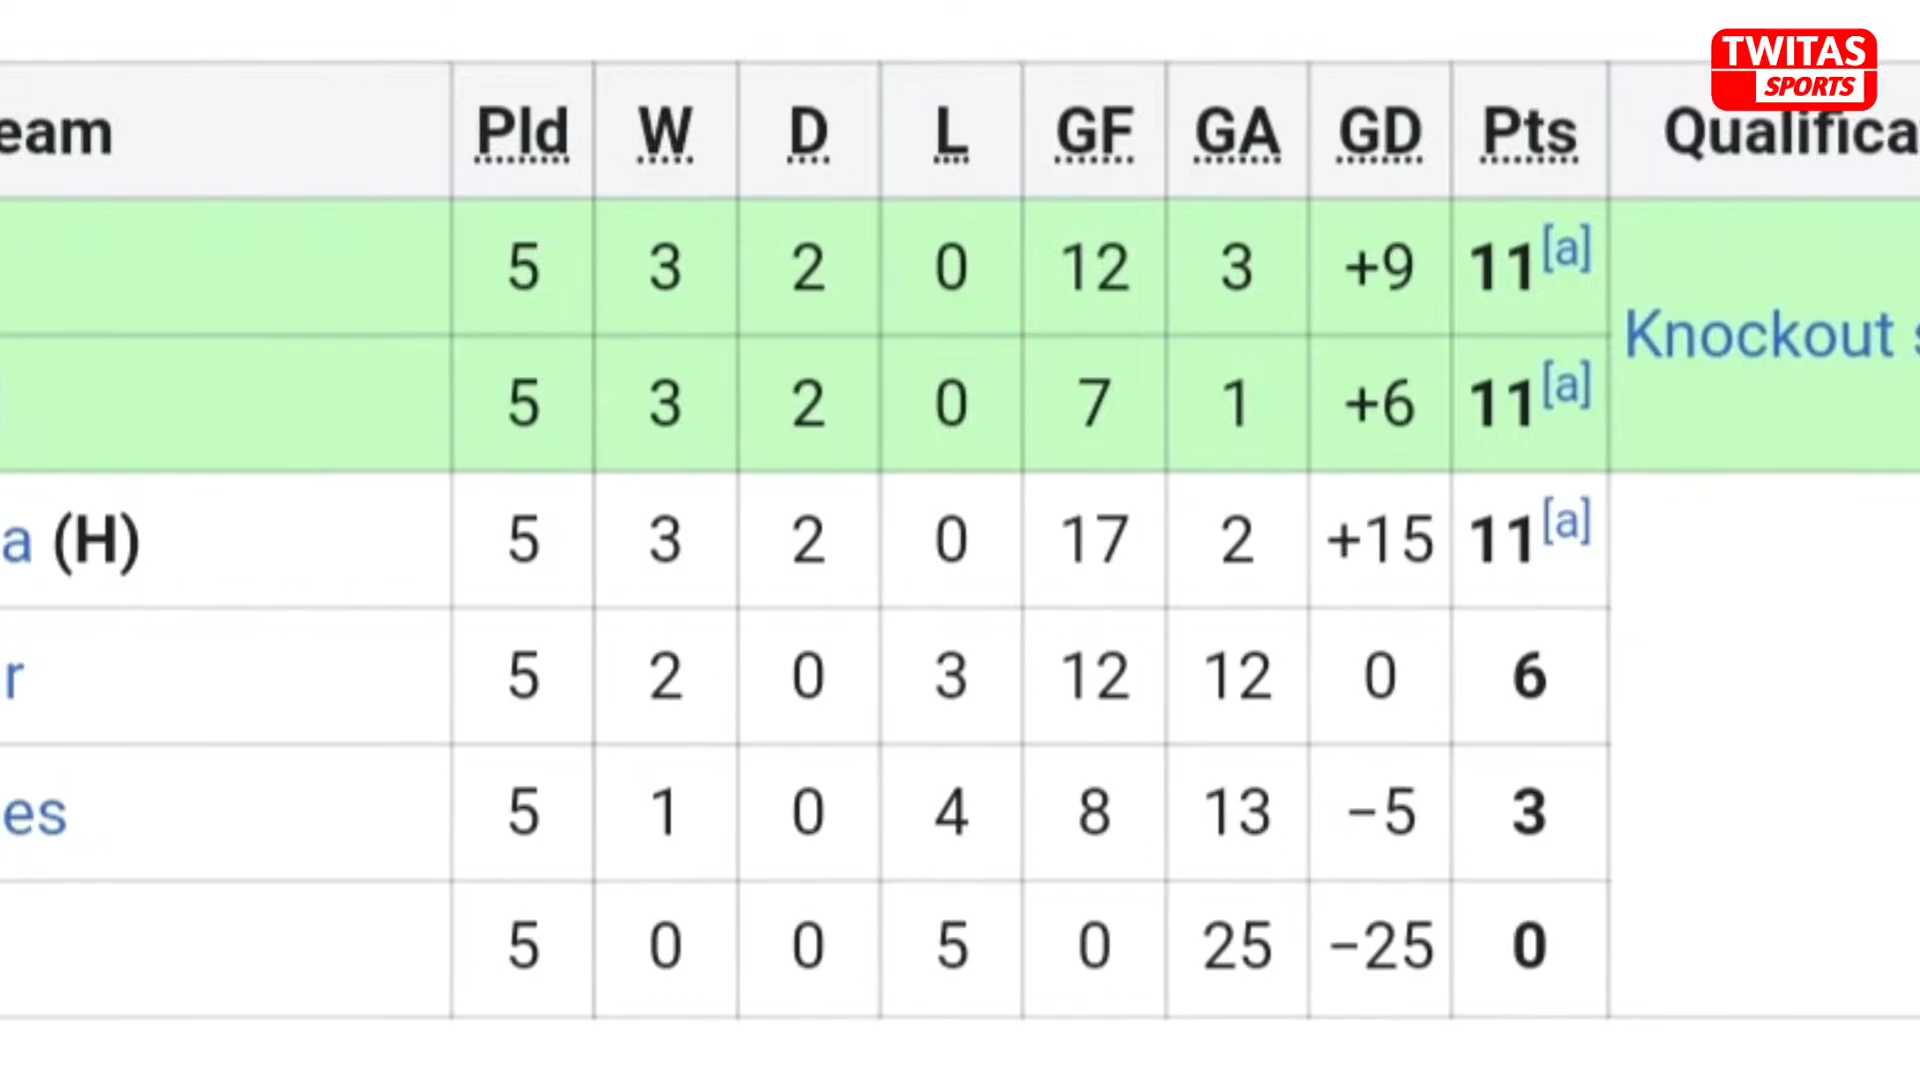 TWITAS
SPORTS
eam Pld W D L GF GA GD Pts Qualifica
5 3 2 0 12 3 +9 11[a]
Knockout s
5 3 2 0 7 1 +6 11[a]
a (H) 5 3 2 0 17 2 +15 11[a]
r 5 2 0 3 12 12 0 6
es 5 1 0 4 8 13 −5 3
5 0 0 5 0 25 −25 0